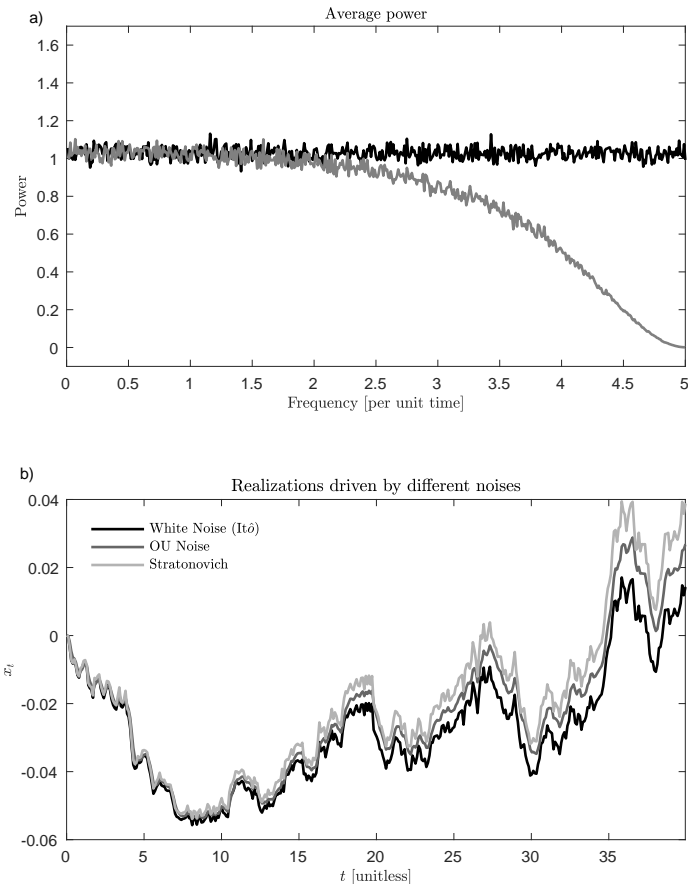 a)
Average power
1.6
1.4
1.2
1
0.8
0.6
0.4
0.2
0
Power
0 0.5 1 1.5 2 2.5 3 3.5 4 4.5 5
Frequency [per unit time]
b)
Realizations driven by different noises
0.04
0.02
0
-0.02
-0.04
-0.06
White Noise (Itô)
OU Noise
Stratonovich
xₜ
0 5 10 15 20 25 30 35
t [unitless]